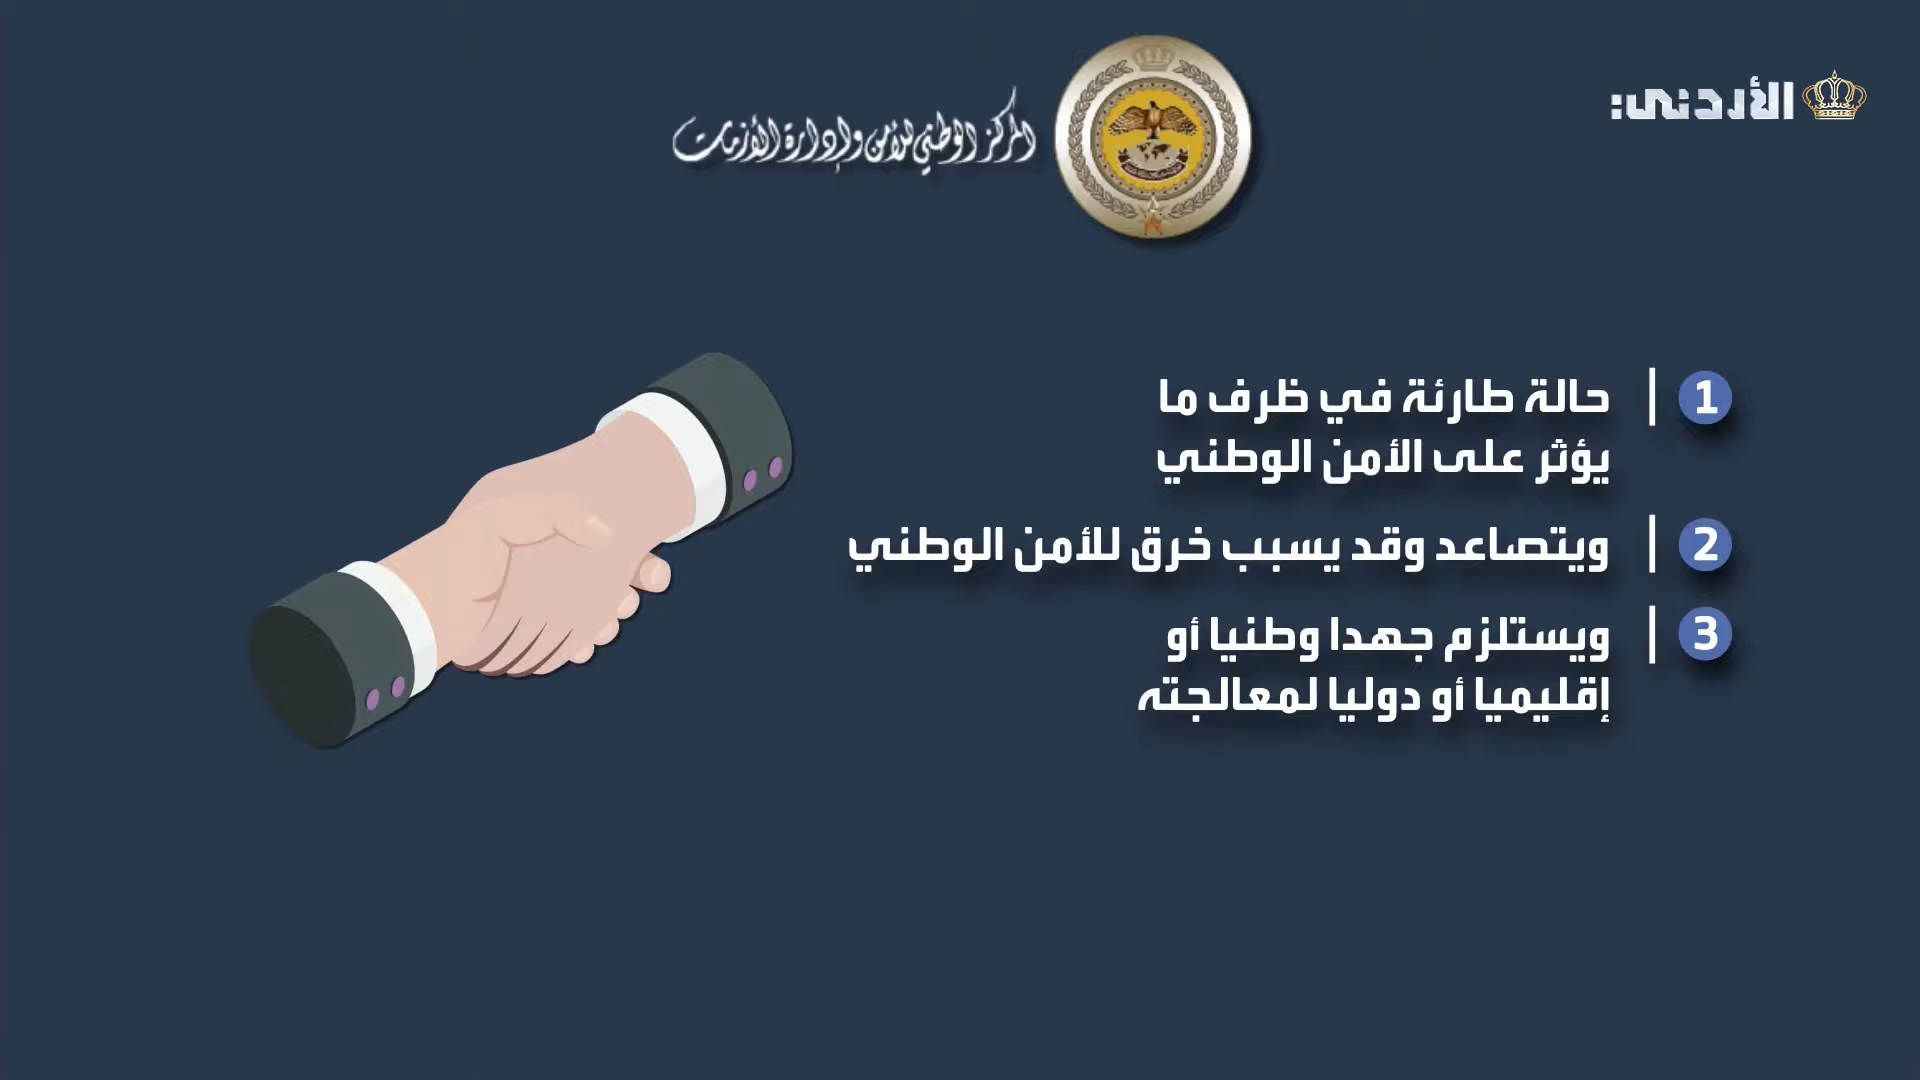 الأردني:
المركز الوطني للأمن وإدارة الأزمات
1 حالة طارئة في ظرف ما
يؤثر على الأمن الوطني
2 ويتصاعد وقد يسبب خرق للأمن الوطني
3 ويستلزم جهدا وطنيا أو
إقليميا أو دوليا لمعالجته